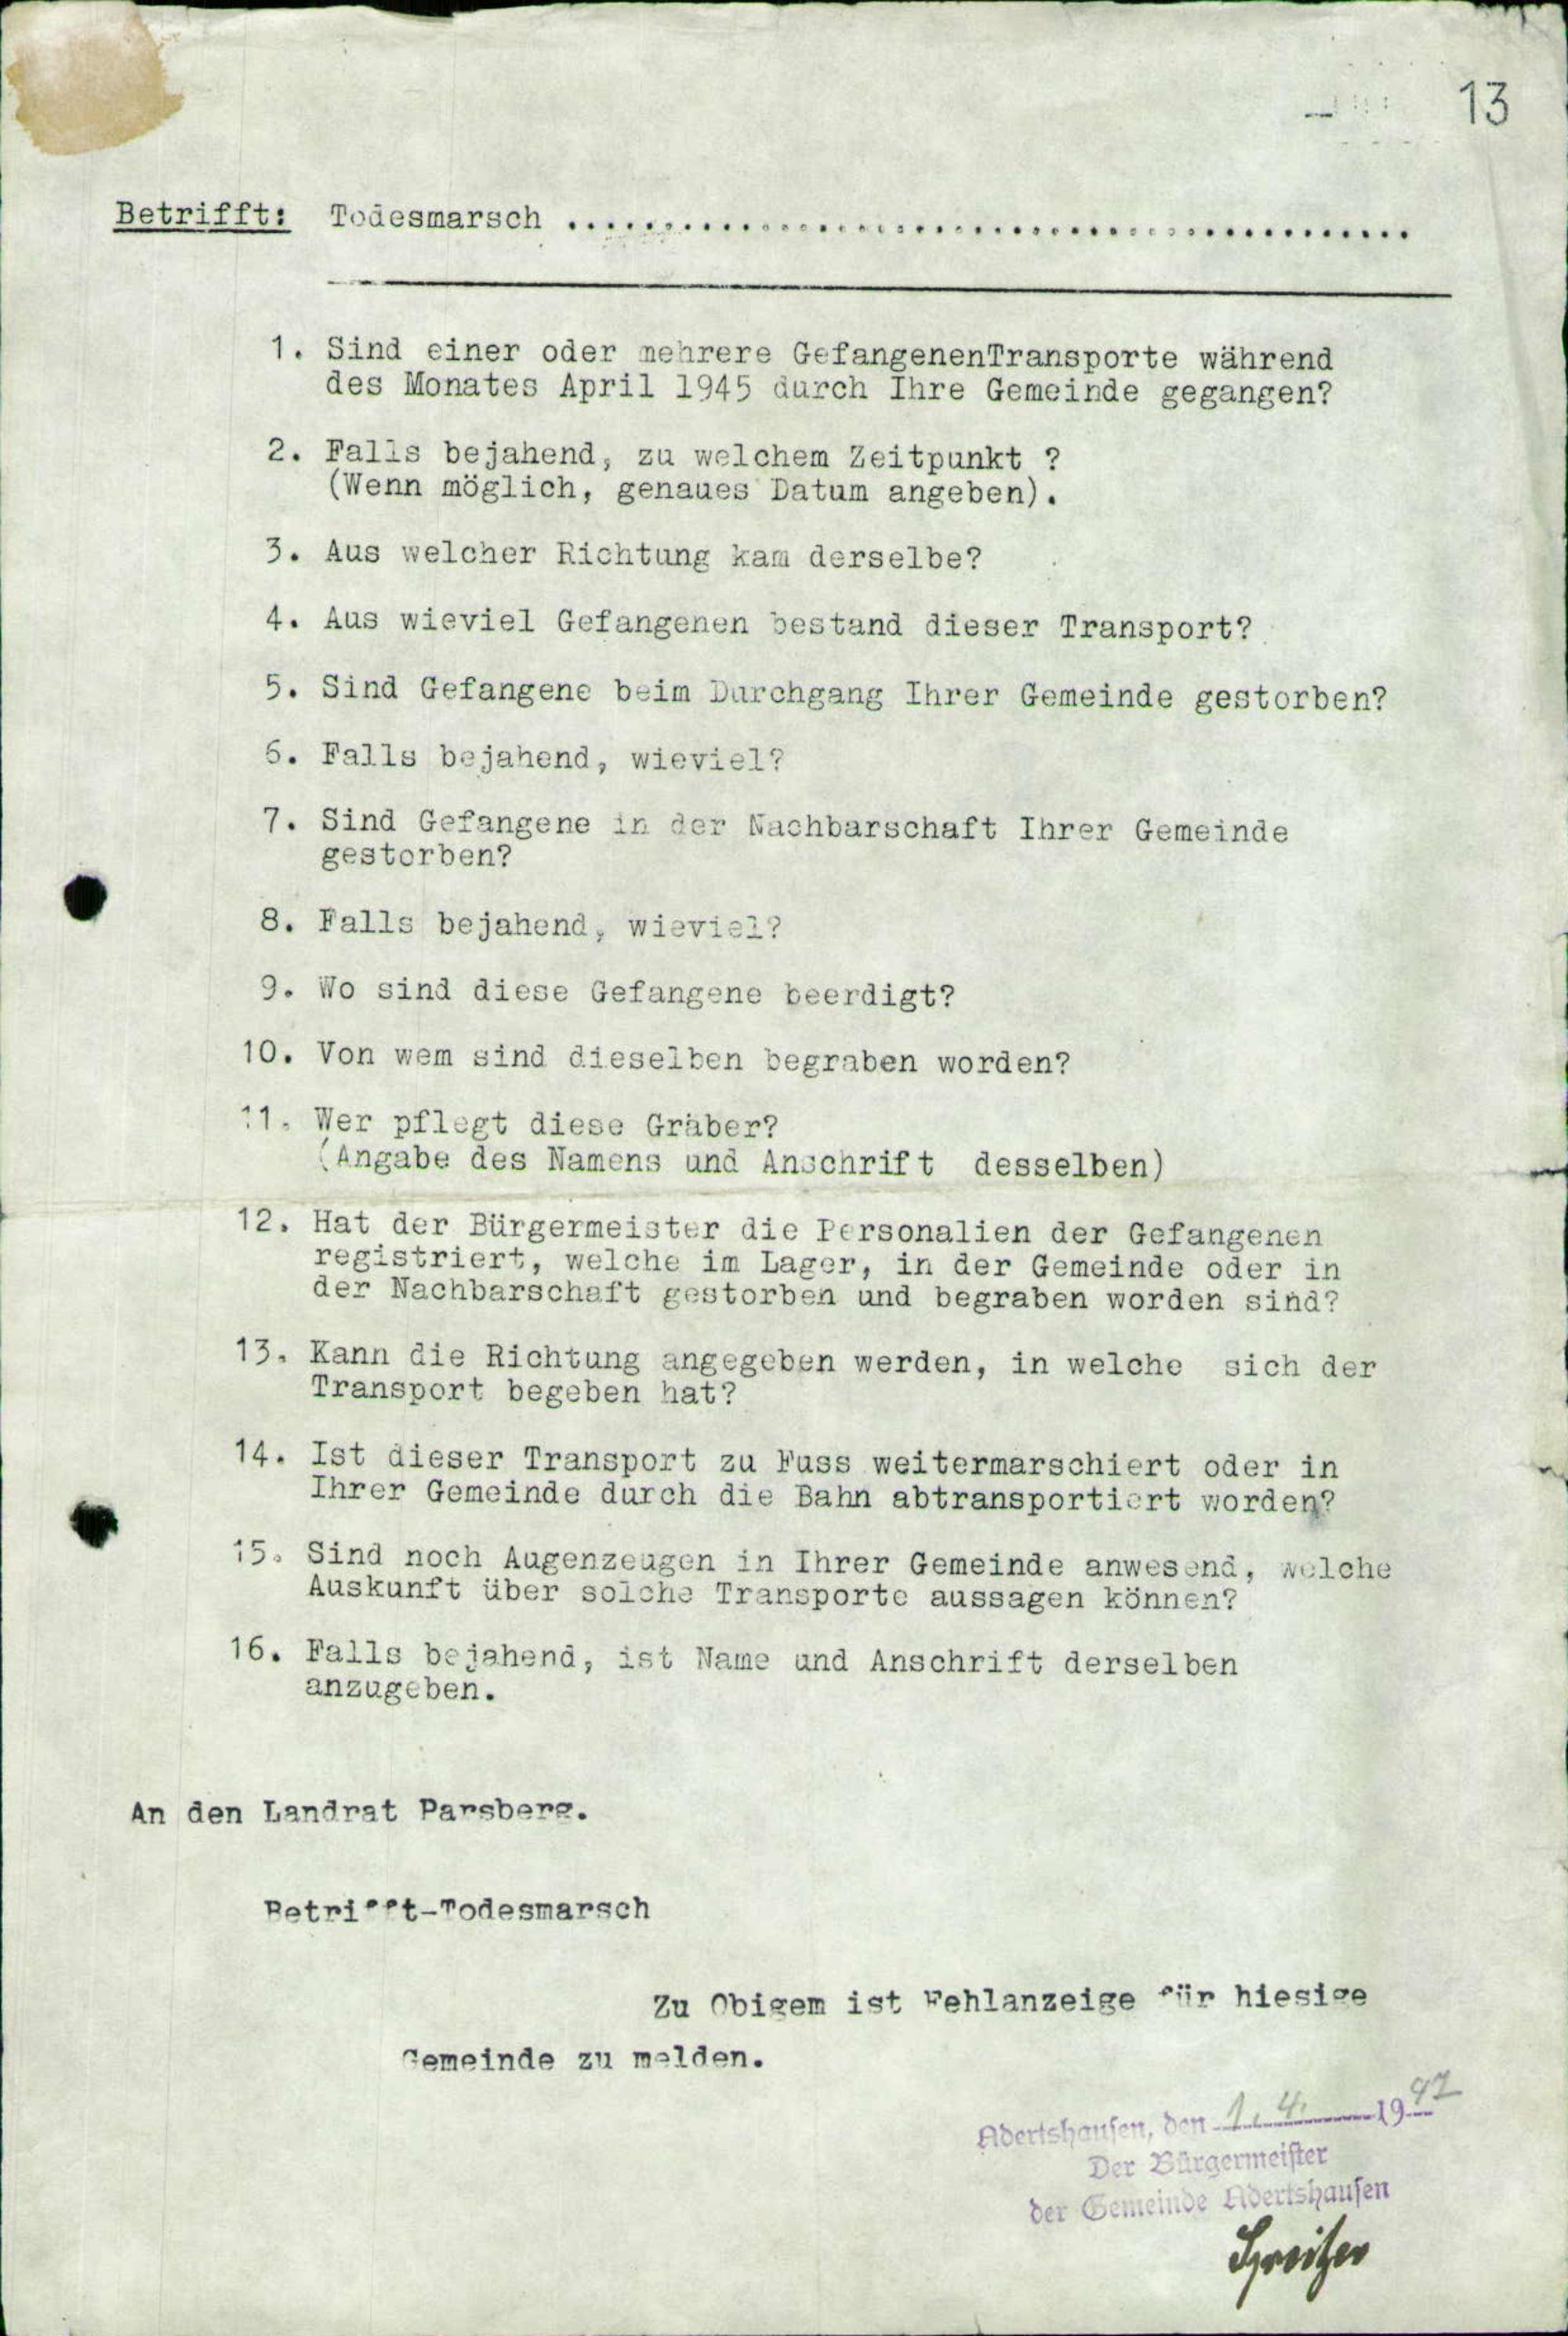 13
Betrifft: Todesmarsch ............................................
1. Sind einer oder mehrere GefangenenTransporte während
des Monates April 1945 durch Ihre Gemeinde gegangen?
2. Falls bejahend, zu welchem Zeitpunkt ?
(Wenn möglich, genaues Datum angeben).
3. Aus welcher Richtung kam derselbe?
4. Aus wieviel Gefangenen bestand dieser Transport?
5. Sind Gefangene beim Durchgang Ihrer Gemeinde gestorben?
6. Falls bejahend, wieviel?
7. Sind Gefangene in der Nachbarschaft Ihrer Gemeinde
gestorben?
8. Falls bejahend, wieviel?
9. Wo sind diese Gefangene beerdigt?
10. Von wem sind dieselben begraben worden?
11. Wer pflegt diese Gräber?
(Angabe des Namens und Anschrift desselben)
12. Hat der Bürgermeister die Personalien der Gefangenen
registriert, welche im Lager, in der Gemeinde oder in
der Nachbarschaft gestorben und begraben worden sind?
13. Kann die Richtung angegeben werden, in welche sich der
Transport begeben hat?
14. Ist dieser Transport zu Fuss weitermarschiert oder in
Ihrer Gemeinde durch die Bahn abtransportiert worden?
15. Sind noch Augenzeugen in Ihrer Gemeinde anwesend, welche
Auskunft über solche Transporte aussagen können?
16. Falls bejahend, ist Name und Anschrift derselben
anzugeben.
An den Landrat Parsberg.
Betrifft-Todesmarsch
Zu Obigem ist Fehlanzeige für hiesige
Gemeinde zu melden.
Adertshausen, den 1. 4. 1947
Der Bürgermeister
der Gemeinde Adertshausen